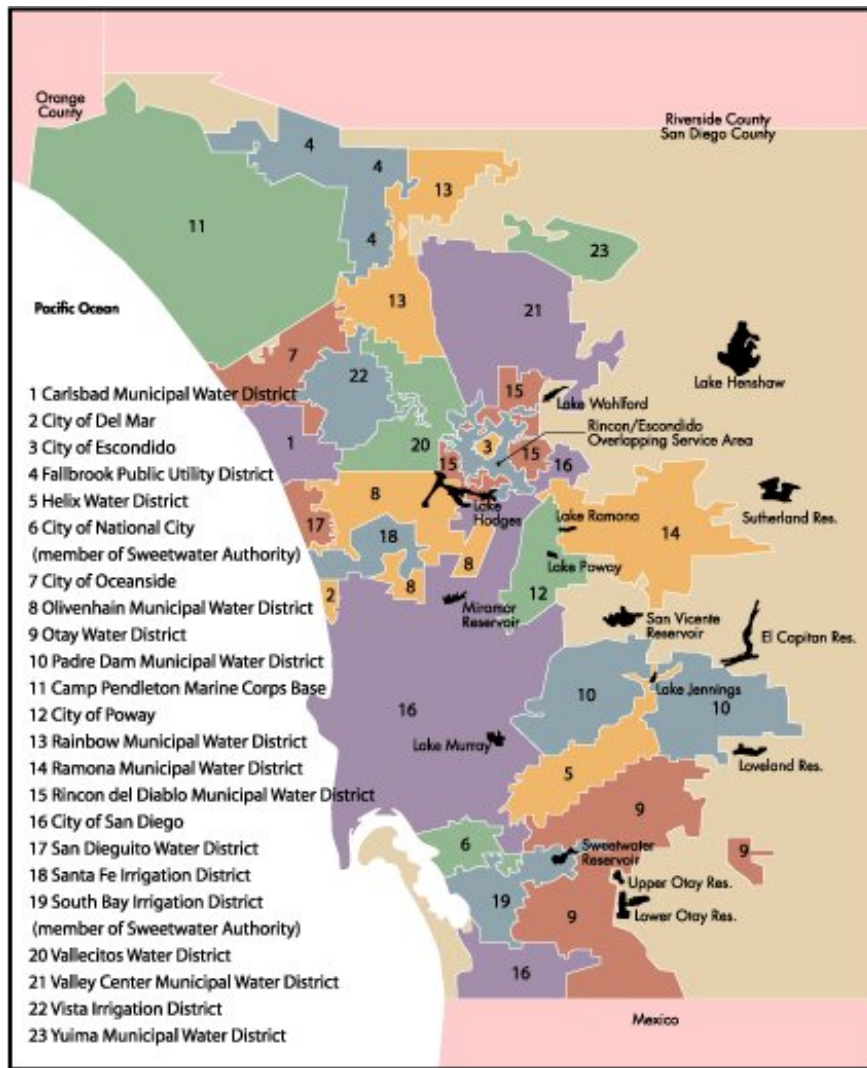 Orange
County
Riverside County
San Diego County
4
4
13
11
4
23
Pacific Ocean
13
21
7
22
Lake Henshaw
15
Lake Wohlford
Rincon/Escondido
Overlapping Service Area
1
20
3
15
15
16
8
Lake
Hodges
Lake Ramona
14
Sutherland Res.
17
18
8
Lake Poway
2
8
12
Miramar
Reservoir
San Vicente
Reservoir
El Capitan Res.
10
Lake Jennings
10
16
Lake Murray
Loveland Res.
5
9
6
Sweetwater
Reservoir
9
Upper Otay Res.
19
9
Lower Otay Res.
16
Mexico
1 Carlsbad Municipal Water District
2 City of Del Mar
3 City of Escondido
4 Fallbrook Public Utility District
5 Helix Water District
6 City of National City
(member of Sweetwater Authority)
7 City of Oceanside
8 Olivenhain Municipal Water District
9 Otay Water District
10 Padre Dam Municipal Water District
11 Camp Pendleton Marine Corps Base
12 City of Poway
13 Rainbow Municipal Water District
14 Ramona Municipal Water District
15 Rincon del Diablo Municipal Water District
16 City of San Diego
17 San Dieguito Water District
18 Santa Fe Irrigation District
19 South Bay Irrigation District
(member of Sweetwater Authority)
20 Vallecitos Water District
21 Valley Center Municipal Water District
22 Vista Irrigation District
23 Yuima Municipal Water District